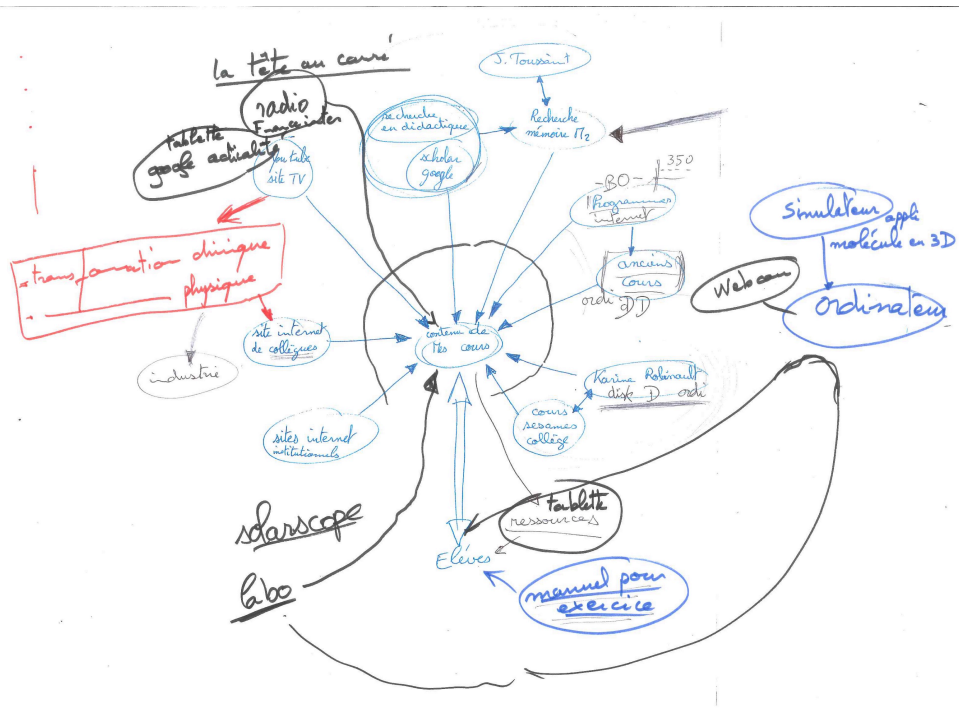 la tête au carré
radio
France inter
tablette
google actualité
youtube
site TV
J. Toussaint
recherche
en didactique
scholar
google
Recherche
mémoire M2
-BO-
350
Programmes
internet
anciens
cours
ordi DD
Simulateur
appli
molécule en 3D
Webcam
ordinateur
transformation chimique
physique
industrie
site internet
de collègues
contenu de
Mes cours
sites internet
institutionnels
Karine Robinault
disk D ordi
cours
sesames
collège
tablette
ressources
solarscope
labo
Elèves
manuel pour
exercice